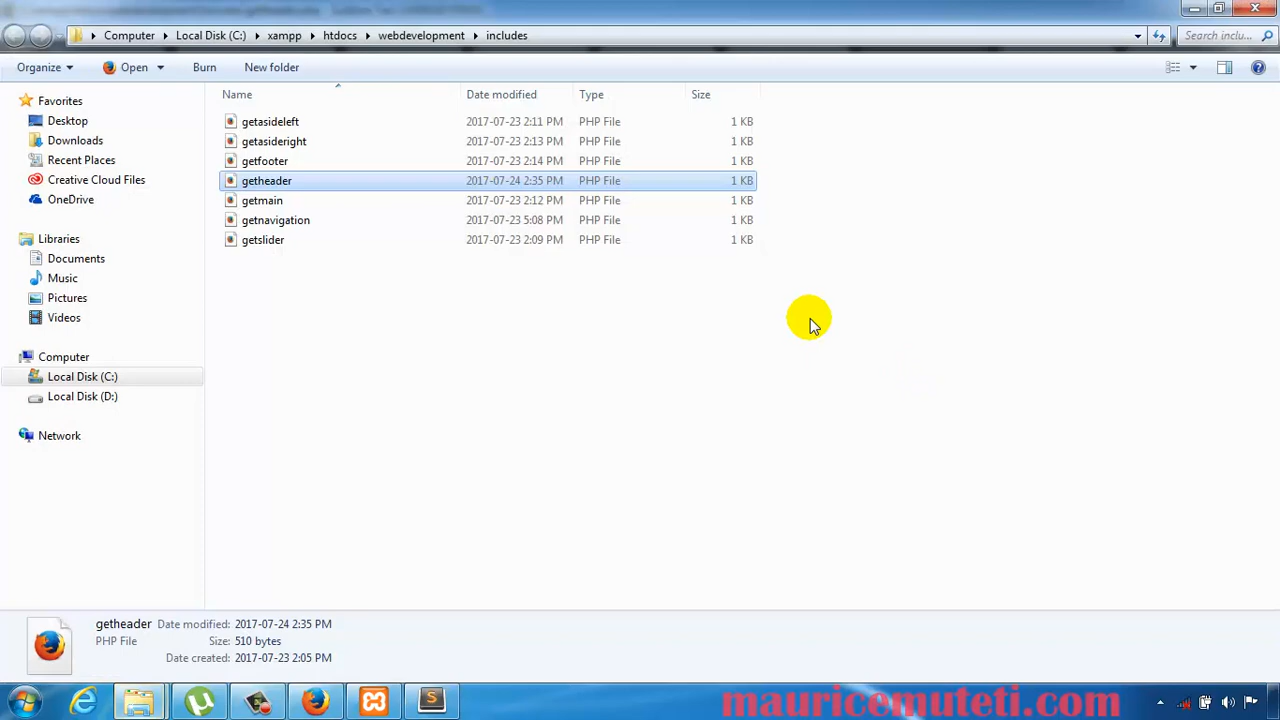 Computer Local Disk (C:) xampp htdocs webdevelopment includes Search inclu...
Organize Open Burn New folder
Name Date modified Type Size
Favorites
Desktop
Downloads
Recent Places
Creative Cloud Files
OneDrive
Libraries
Documents
Music
Pictures
Videos
Computer
Local Disk (C:)
Local Disk (D:)
Network
getasideleft 2017-07-23 2:11 PM PHP File 1 KB
getasideright 2017-07-23 2:13 PM PHP File 1 KB
getfooter 2017-07-23 2:14 PM PHP File 1 KB
getheader 2017-07-24 2:35 PM PHP File 1 KB
getmain 2017-07-23 2:12 PM PHP File 1 KB
getnavigation 2017-07-23 5:08 PM PHP File 1 KB
getslider 2017-07-23 2:09 PM PHP File 1 KB
getheader Date modified: 2017-07-24 2:35 PM
PHP File Size: 510 bytes
Date created: 2017-07-23 2:05 PM
mauricemuteti.com